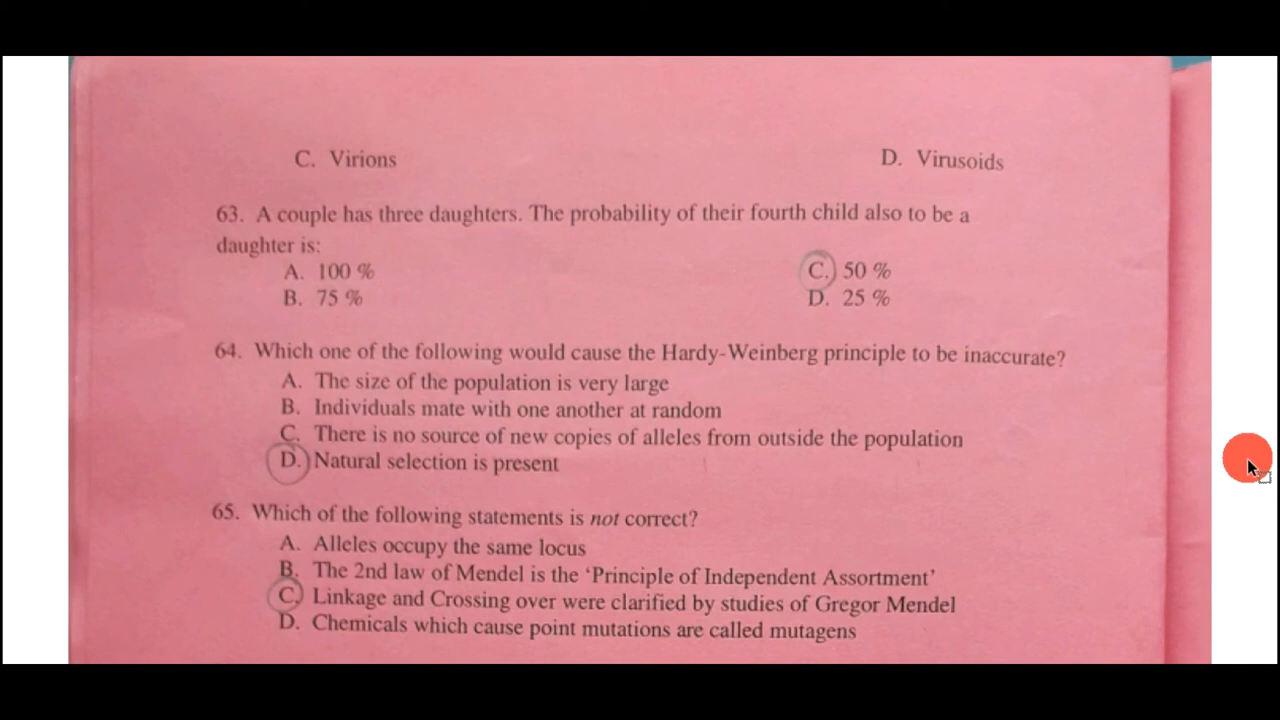 C. Virions D. Virusoids
63. A couple has three daughters. The probability of their fourth child also to be a
daughter is:
A. 100 % C. 50 %
B. 75 % D. 25 %
64. Which one of the following would cause the Hardy-Weinberg principle to be inaccurate?
A. The size of the population is very large
B. Individuals mate with one another at random
C. There is no source of new copies of alleles from outside the population
D. Natural selection is present
65. Which of the following statements is not correct?
A. Alleles occupy the same locus
B. The 2nd law of Mendel is the ‘Principle of Independent Assortment’
C. Linkage and Crossing over were clarified by studies of Gregor Mendel
D. Chemicals which cause point mutations are called mutagens